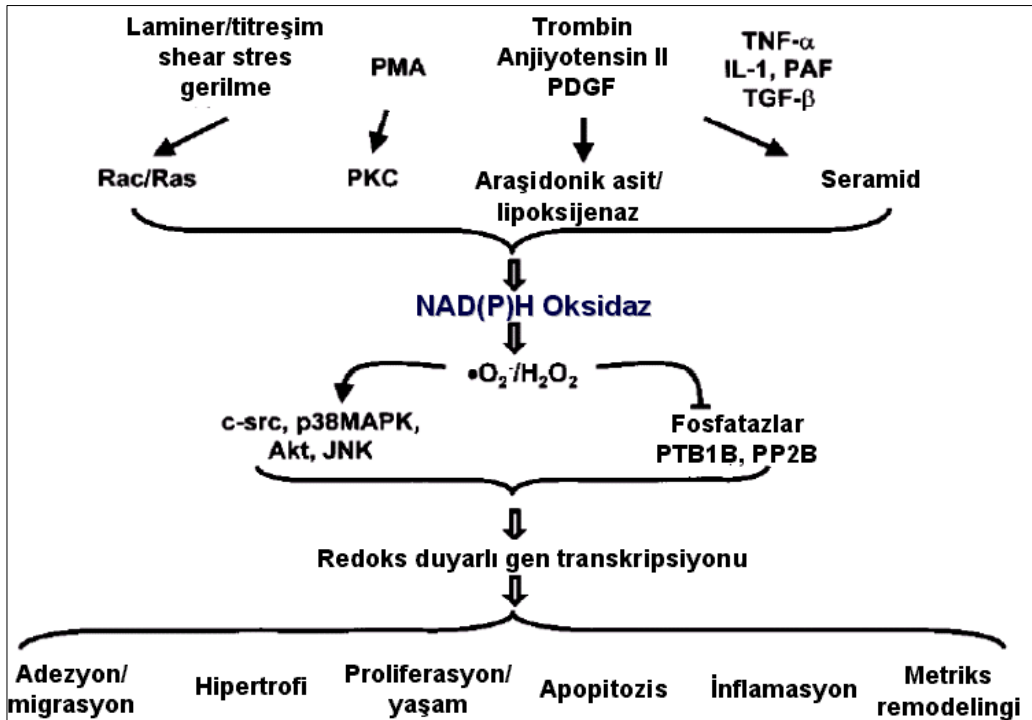 Laminer/titreşim
shear stres
gerilme
PMA
Trombin
Anjiyotensin II
PDGF
TNF-α
IL-1, PAF
TGF-β
Rac/Ras
PKC
Araşidonik asit/
lipoksijenaz
Seramid
NAD(P)H Oksidaz
•O₂⁻/H₂O₂
c-src, p38MAPK,
Akt, JNK
Fosfatazlar
PTB1B, PP2B
Redoks duyarlı gen transkripsiyonu
Adezyon/
migrasyon
Hipertrofi
Proliferasyon/
yaşam
Apopitozis
İnflamasyon
Metriks
remodelingi